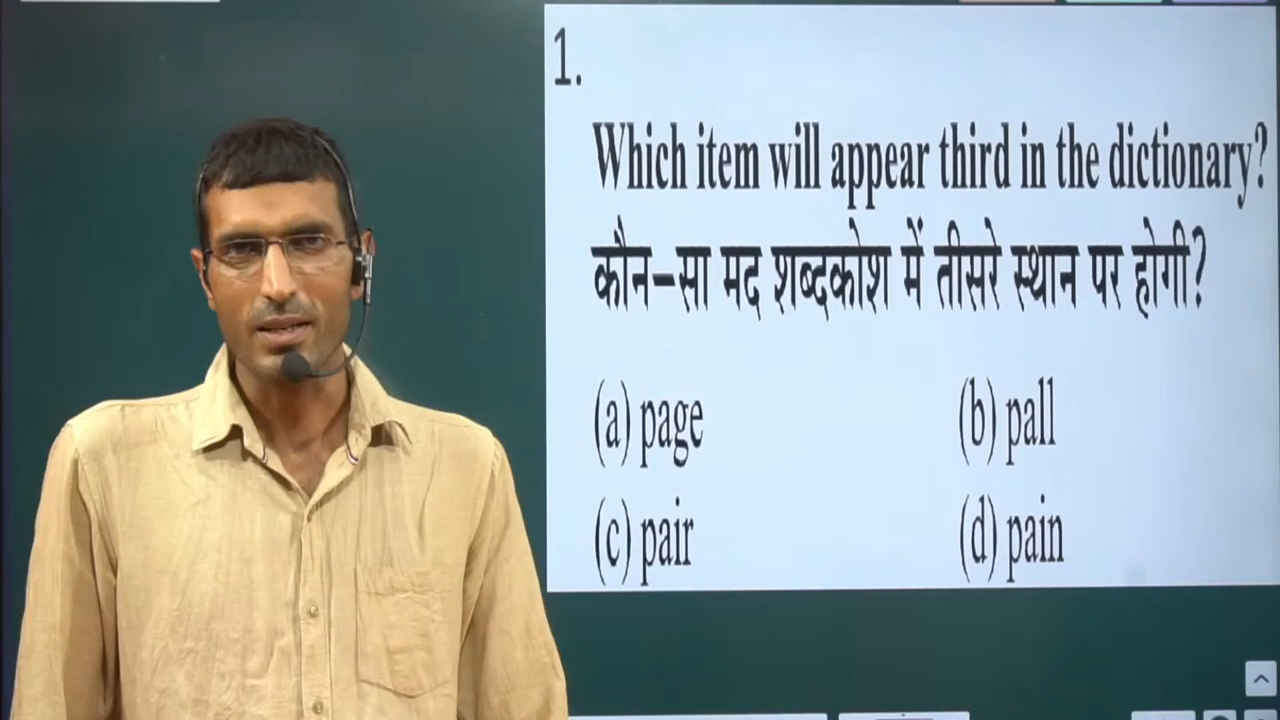 1.
Which item will appear third in the dictionary?
कौन-सा मद शब्दकोश में तीसरे स्थान पर होगी?
(a) page (b) pall
(c) pair (d) pain